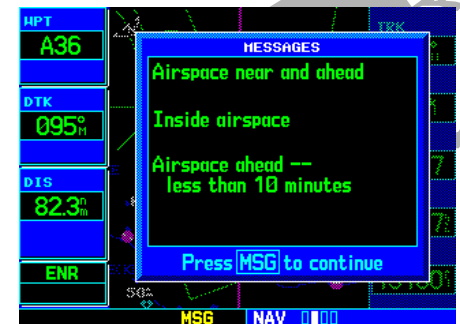 WPT
A36
DTK
095°M
DIS
82.3nm
ENR
MESSAGES
Airspace near and ahead
Inside airspace
Airspace ahead --
less than 10 minutes
Press MSG to continue
TRK
MSG
NAV